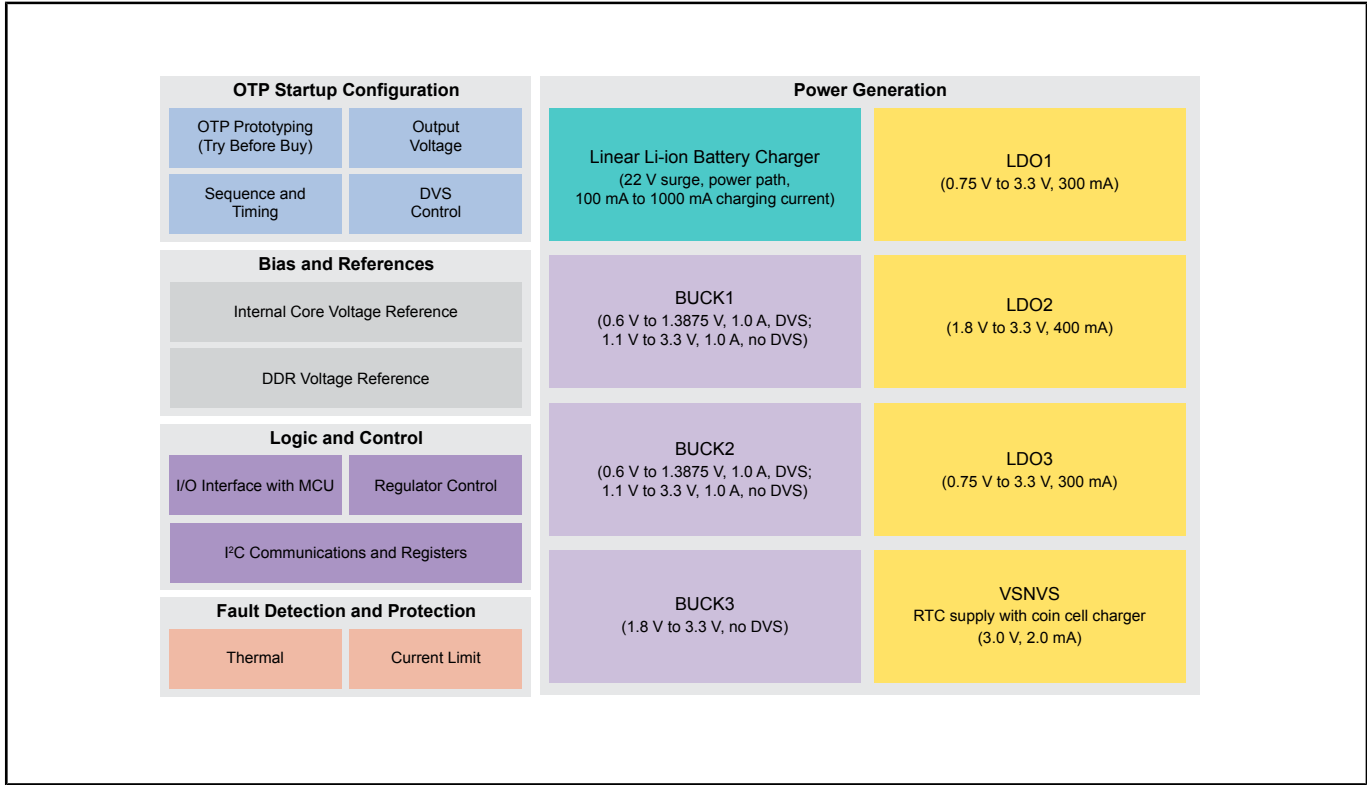 OTP Startup Configuration
OTP Prototyping
(Try Before Buy)
Output
Voltage
Sequence and
Timing
DVS
Control
Bias and References
Internal Core Voltage Reference
DDR Voltage Reference
Logic and Control
I/O Interface with MCU
Regulator Control
I²C Communications and Registers
Fault Detection and Protection
Thermal
Current Limit
Power Generation
Linear Li-ion Battery Charger
(22 V surge, power path,
100 mA to 1000 mA charging current)
LDO1
(0.75 V to 3.3 V, 300 mA)
BUCK1
(0.6 V to 1.3875 V, 1.0 A, DVS;
1.1 V to 3.3 V, 1.0 A, no DVS)
LDO2
(1.8 V to 3.3 V, 400 mA)
BUCK2
(0.6 V to 1.3875 V, 1.0 A, DVS;
1.1 V to 3.3 V, 1.0 A, no DVS)
LDO3
(0.75 V to 3.3 V, 300 mA)
BUCK3
(1.8 V to 3.3 V, no DVS)
VSNVS
RTC supply with coin cell charger
(3.0 V, 2.0 mA)